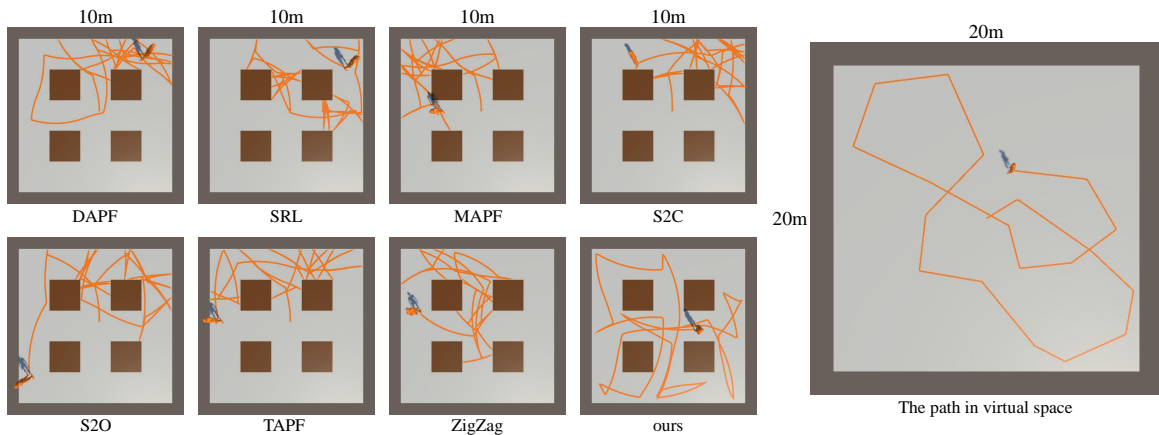 10m 10m 10m 10m
20m
DAPF SRL MAPF S2C
20m
S2O TAPF ZigZag ours
The path in virtual space